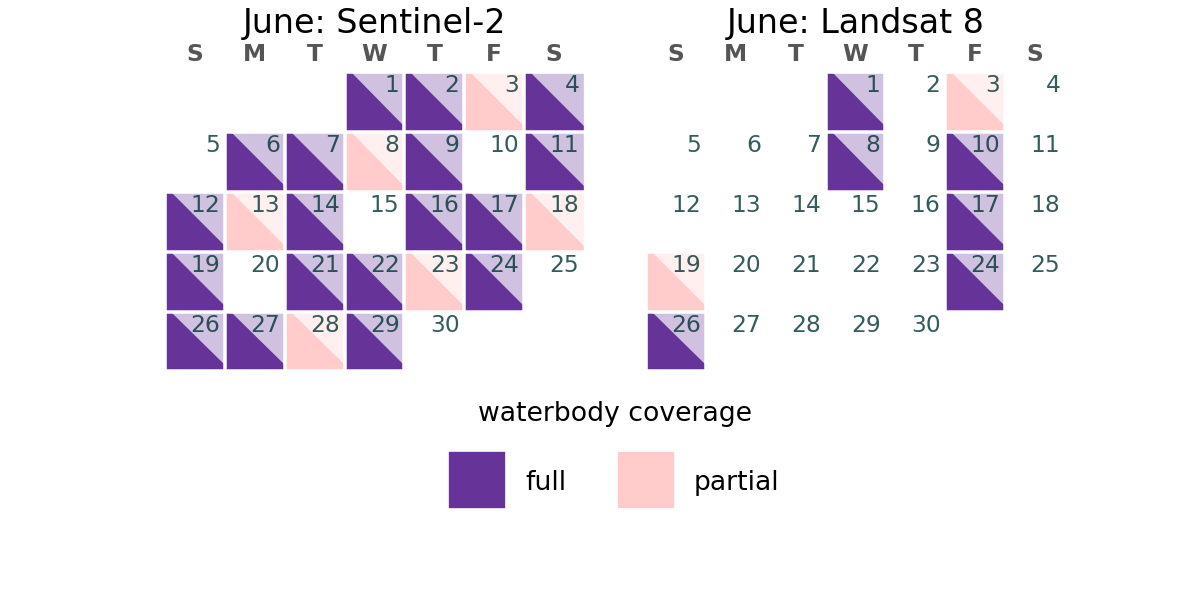 June: Sentinel-2
S M T W T F S
1 2 3 4
5 6 7 8 9 10 11
12 13 14 15 16 17 18
19 20 21 22 23 24 25
26 27 28 29 30
June: Landsat 8
S M T W T F S
1 2 3 4
5 6 7 8 9 10 11
12 13 14 15 16 17 18
19 20 21 22 23 24 25
26 27 28 29 30
waterbody coverage
full
partial